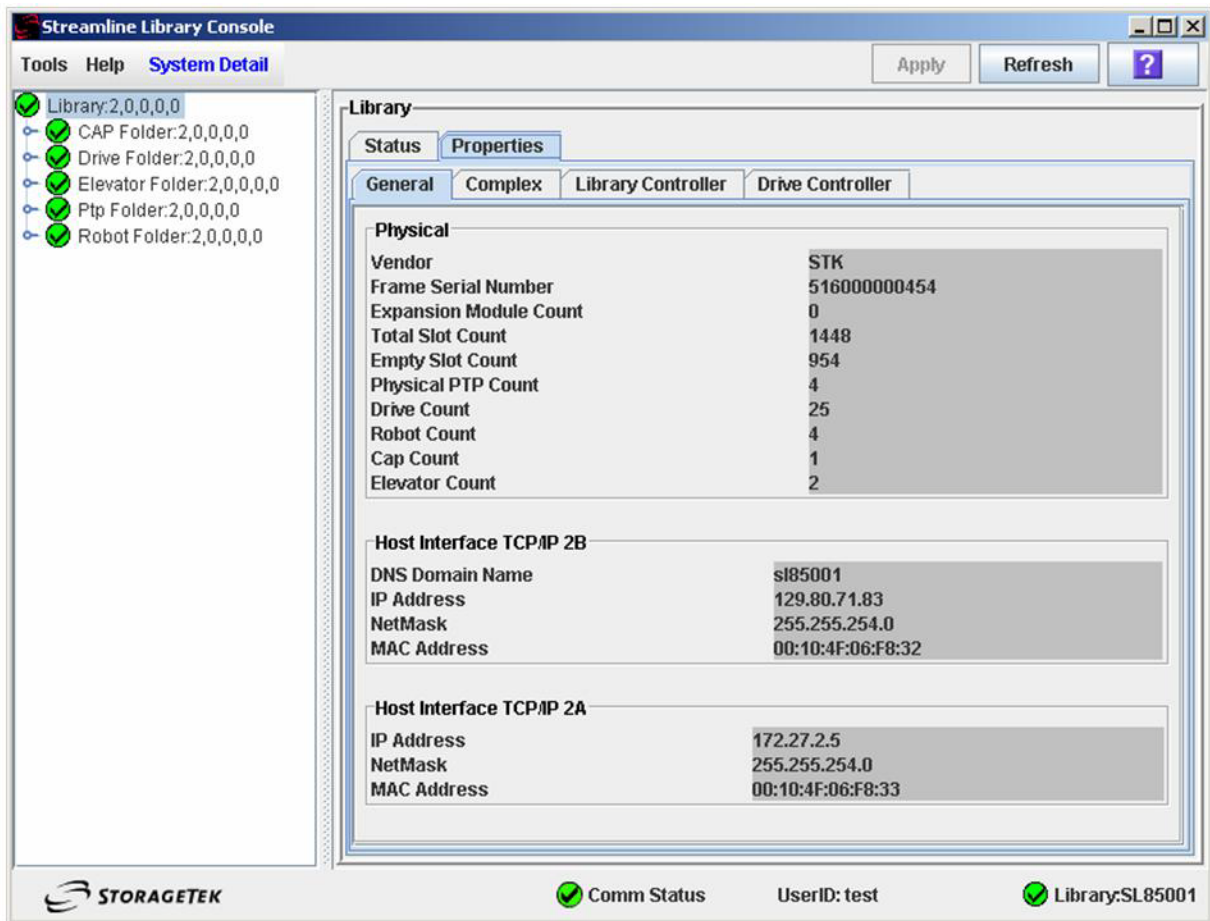 Streamline Library Console
Tools Help System Detail Apply Refresh ?
Library:2,0,0,0,0
CAP Folder:2,0,0,0,0
Drive Folder:2,0,0,0,0
Elevator Folder:2,0,0,0,0
Ptp Folder:2,0,0,0,0
Robot Folder:2,0,0,0,0
Library
Status Properties
General Complex Library Controller Drive Controller
Physical
Vendor STK
Frame Serial Number 516000000454
Expansion Module Count 0
Total Slot Count 1448
Empty Slot Count 954
Physical PTP Count 4
Drive Count 25
Robot Count 4
Cap Count 1
Elevator Count 2
Host Interface TCP/IP 2B
DNS Domain Name sl85001
IP Address 129.80.71.83
NetMask 255.255.254.0
MAC Address 00:10:4F:06:F8:32
Host Interface TCP/IP 2A
IP Address 172.27.2.5
NetMask 255.255.254.0
MAC Address 00:10:4F:06:F8:33
STORAGETEK Comm Status UserID: test Library:SL85001